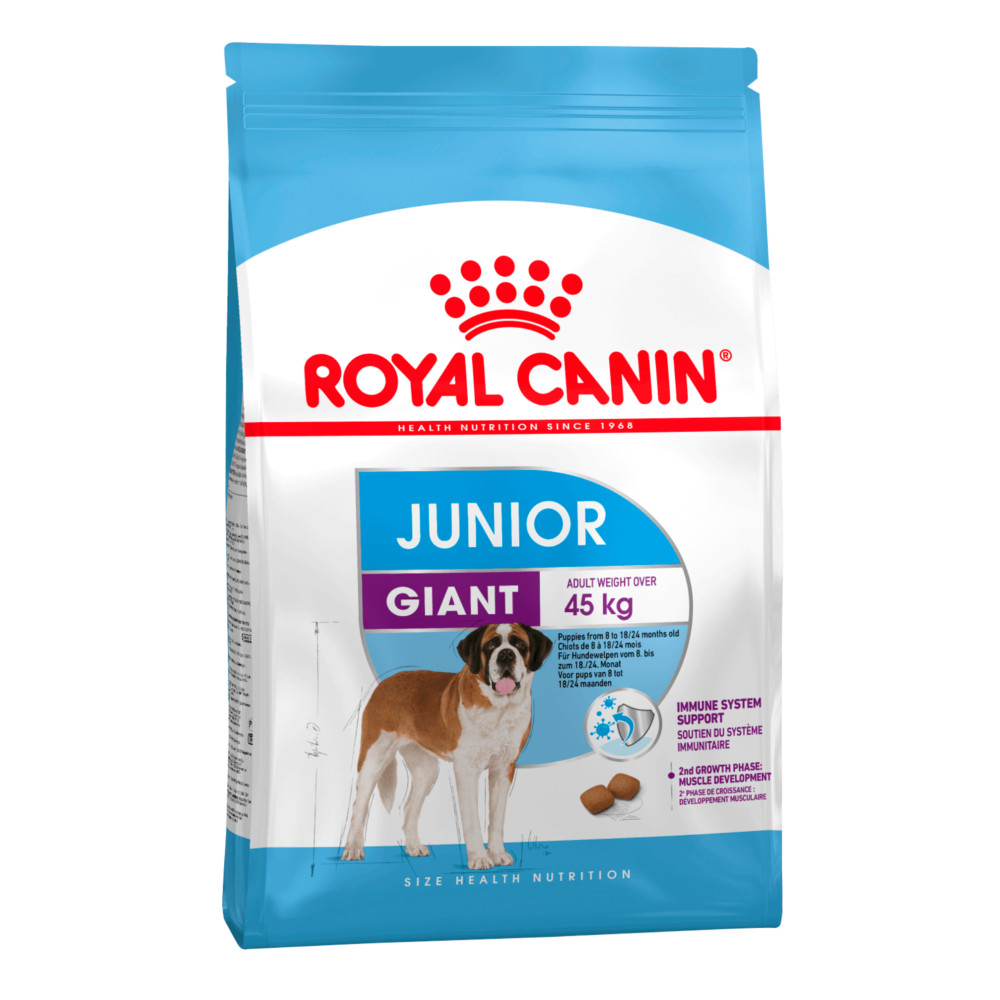 ROYAL CANIN®
HEALTH NUTRITION SINCE 1968
JUNIOR
GIANT
ADULT WEIGHT OVER
45 kg
Puppies from 8 to 18/24 months old
Chiots de 8 à 18/24 mois
Für Hundewelpen vom 8. bis
zum 18./24. Monat
Voor pups van 8 tot
18/24 maanden
IMMUNE SYSTEM
SUPPORT
SOUTIEN DU SYSTÈME
IMMUNITAIRE
2nd GROWTH PHASE:
MUSCLE DEVELOPMENT
2e PHASE DE CROISSANCE :
DÉVELOPPEMENT MUSCULAIRE
SIZE HEALTH NUTRITION